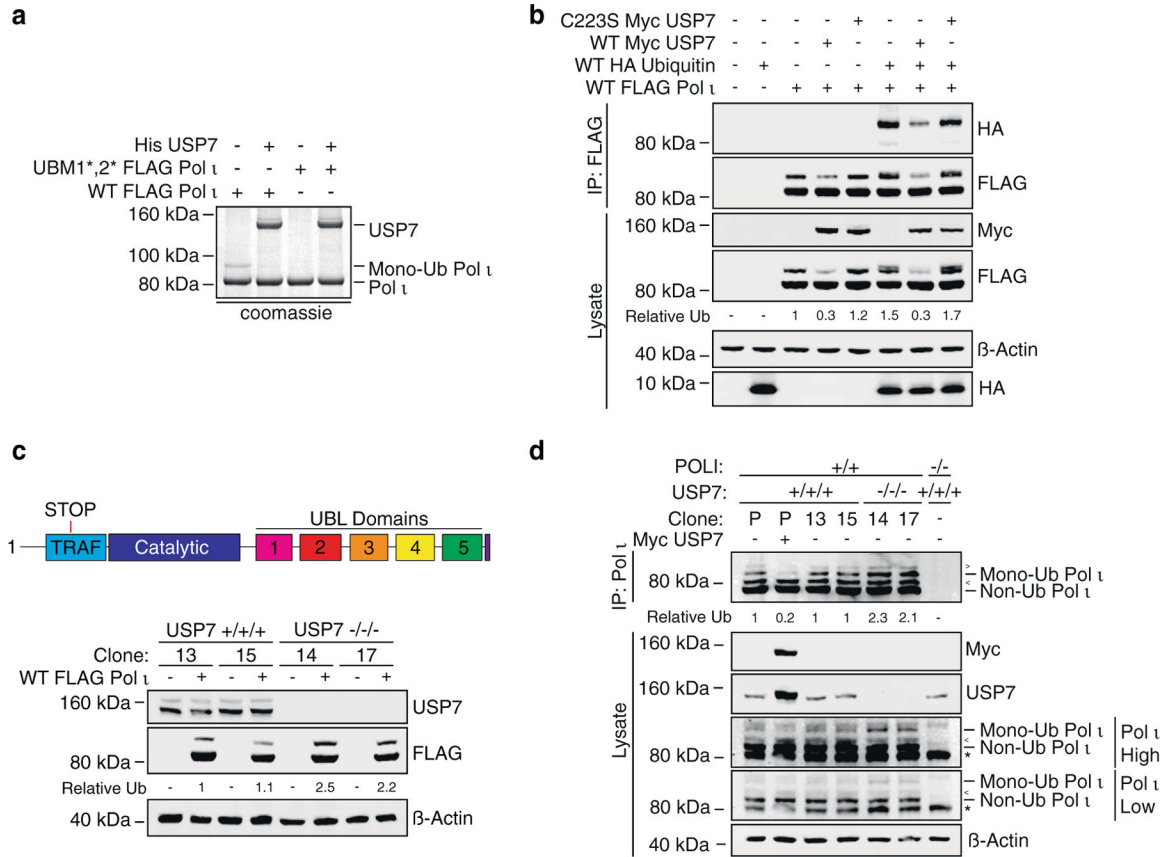 a
His USP7 - + - +
UBM1*,2* FLAG Pol ι - - + +
WT FLAG Pol ι + + - -
160 kDa
USP7
100 kDa
Mono-Ub Pol ι
80 kDa
Pol ι
coomassie
b
C223S Myc USP7 - - - - + - - +
WT Myc USP7 - - - + - - + -
WT HA Ubiquitin - + - - - + + +
WT FLAG Pol ι - - + + + + + +
IP: FLAG
HA
80 kDa
FLAG
80 kDa
Lysate
160 kDa
Myc
FLAG
80 kDa
Relative Ub - - 1 0.3 1.2 1.5 0.3 1.7
ß-Actin
40 kDa
10 kDa
HA
c
STOP
UBL Domains
1 TRAF Catalytic 1 2 3 4 5
USP7 +/+/+ USP7 -/-/-
Clone: 13 15 14 17
WT FLAG Pol ι - + - + - + - +
160 kDa
USP7
FLAG
80 kDa
Relative Ub - 1 - 1.1 - 2.5 - 2.2
40 kDa
ß-Actin
d
POLI: +/+ -/-
USP7: +/+/+ -/-/- +/+/+
Clone: P P 13 15 14 17 -
Myc USP7 - + - - - - -
IP: Pol ι
>
Mono-Ub Pol ι
80 kDa
<
Non-Ub Pol ι
Relative Ub 1 0.2 1 1 2.3 2.1 -
Lysate
160 kDa
Myc
160 kDa
USP7
Mono-Ub Pol ι
Pol ι
<
Non-Ub Pol ι
80 kDa
*
High
Mono-Ub Pol ι
Pol ι
<
Non-Ub Pol ι
80 kDa
*
Low
40 kDa
ß-Actin